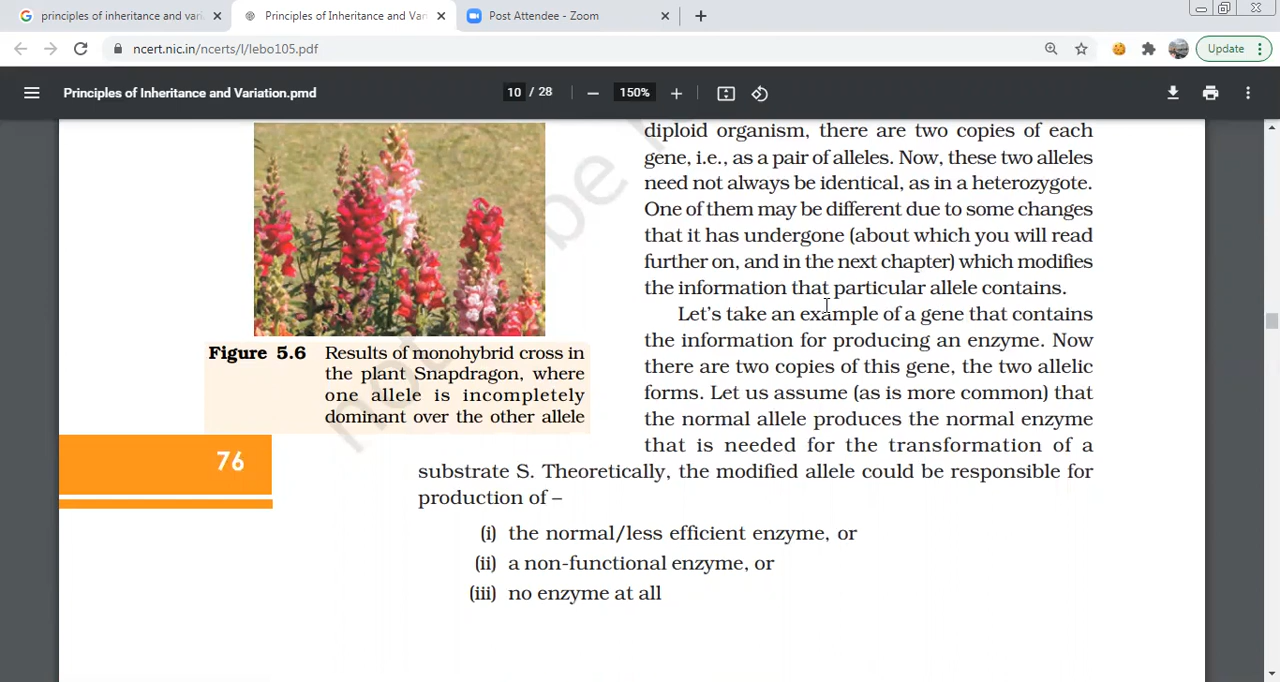 principles of inheritance and vari
Principles of Inheritance and Var
Post Attendee - Zoom
ncert.nic.in/ncerts/l/lebo105.pdf
Update
Principles of Inheritance and Variation.pmd
10 / 28
150%
diploid organism, there are two copies of each
gene, i.e., as a pair of alleles. Now, these two alleles
need not always be identical, as in a heterozygote.
One of them may be different due to some changes
that it has undergone (about which you will read
further on, and in the next chapter) which modifies
the information that particular allele contains.
Let's take an example of a gene that contains
the information for producing an enzyme. Now
there are two copies of this gene, the two allelic
forms. Let us assume (as is more common) that
the normal allele produces the normal enzyme
that is needed for the transformation of a
substrate S. Theoretically, the modified allele could be responsible for
production of –
(i) the normal/less efficient enzyme, or
(ii) a non-functional enzyme, or
(iii) no enzyme at all
Figure 5.6 Results of monohybrid cross in
the plant Snapdragon, where
one allele is incompletely
dominant over the other allele
76
not
be